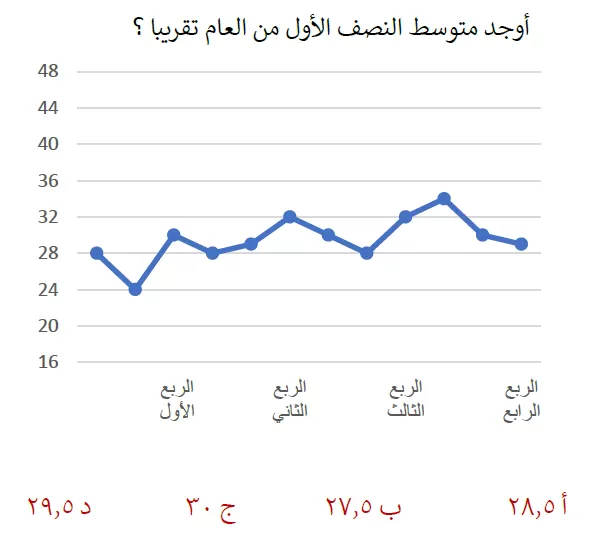 أوجد متوسط النصف الأول من العام تقريبا ؟
48
44
40
36
32
28
24
20
16
الربع الأول
الربع الثاني
الربع الثالث
الربع الرابع
أ ٢٨,٥ ب ٢٧,٥ ج ٣٠ د ٢٩,٥